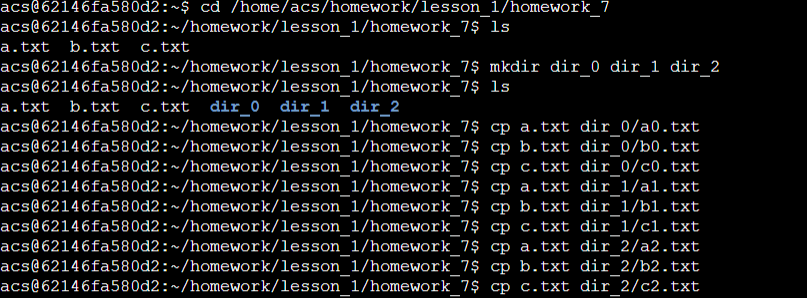 acs@62146fa580d2:~$ cd /home/acs/homework/lesson_1/homework_7
acs@62146fa580d2:~/homework/lesson_1/homework_7$ ls
a.txt  b.txt  c.txt
acs@62146fa580d2:~/homework/lesson_1/homework_7$ mkdir dir_0 dir_1 dir_2
acs@62146fa580d2:~/homework/lesson_1/homework_7$ ls
a.txt  b.txt  c.txt  dir_0  dir_1  dir_2
acs@62146fa580d2:~/homework/lesson_1/homework_7$ cp a.txt dir_0/a0.txt
acs@62146fa580d2:~/homework/lesson_1/homework_7$ cp b.txt dir_0/b0.txt
acs@62146fa580d2:~/homework/lesson_1/homework_7$ cp c.txt dir_0/c0.txt
acs@62146fa580d2:~/homework/lesson_1/homework_7$ cp a.txt dir_1/a1.txt
acs@62146fa580d2:~/homework/lesson_1/homework_7$ cp b.txt dir_1/b1.txt
acs@62146fa580d2:~/homework/lesson_1/homework_7$ cp c.txt dir_1/c1.txt
acs@62146fa580d2:~/homework/lesson_1/homework_7$ cp a.txt dir_2/a2.txt
acs@62146fa580d2:~/homework/lesson_1/homework_7$ cp b.txt dir_2/b2.txt
acs@62146fa580d2:~/homework/lesson_1/homework_7$ cp c.txt dir_2/c2.txt